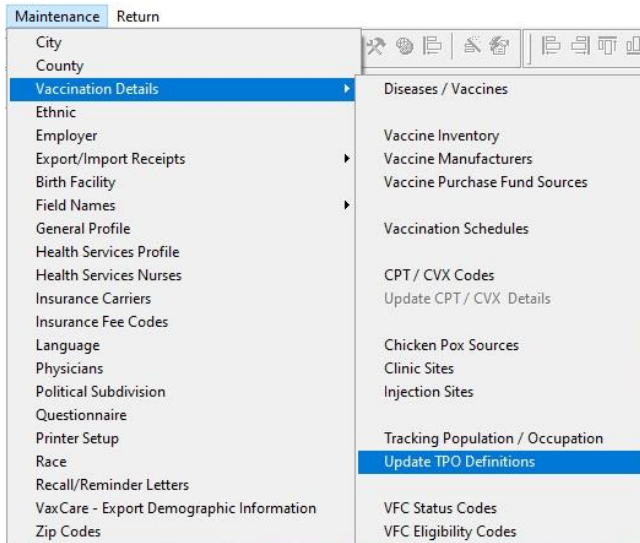 Maintenance Return
City
County
Vaccination Details
Ethnic
Employer
Export/Import Receipts
Birth Facility
Field Names
General Profile
Health Services Profile
Health Services Nurses
Insurance Carriers
Insurance Fee Codes
Language
Physicians
Political Subdivision
Questionnaire
Printer Setup
Race
Recall/Reminder Letters
VaxCare - Export Demographic Information
Zip Codes
Diseases / Vaccines
Vaccine Inventory
Vaccine Manufacturers
Vaccine Purchase Fund Sources
Vaccination Schedules
CPT / CVX Codes
Update CPT / CVX Details
Chicken Pox Sources
Clinic Sites
Injection Sites
Tracking Population / Occupation
Update TPO Definitions
VFC Status Codes
VFC Eligibility Codes